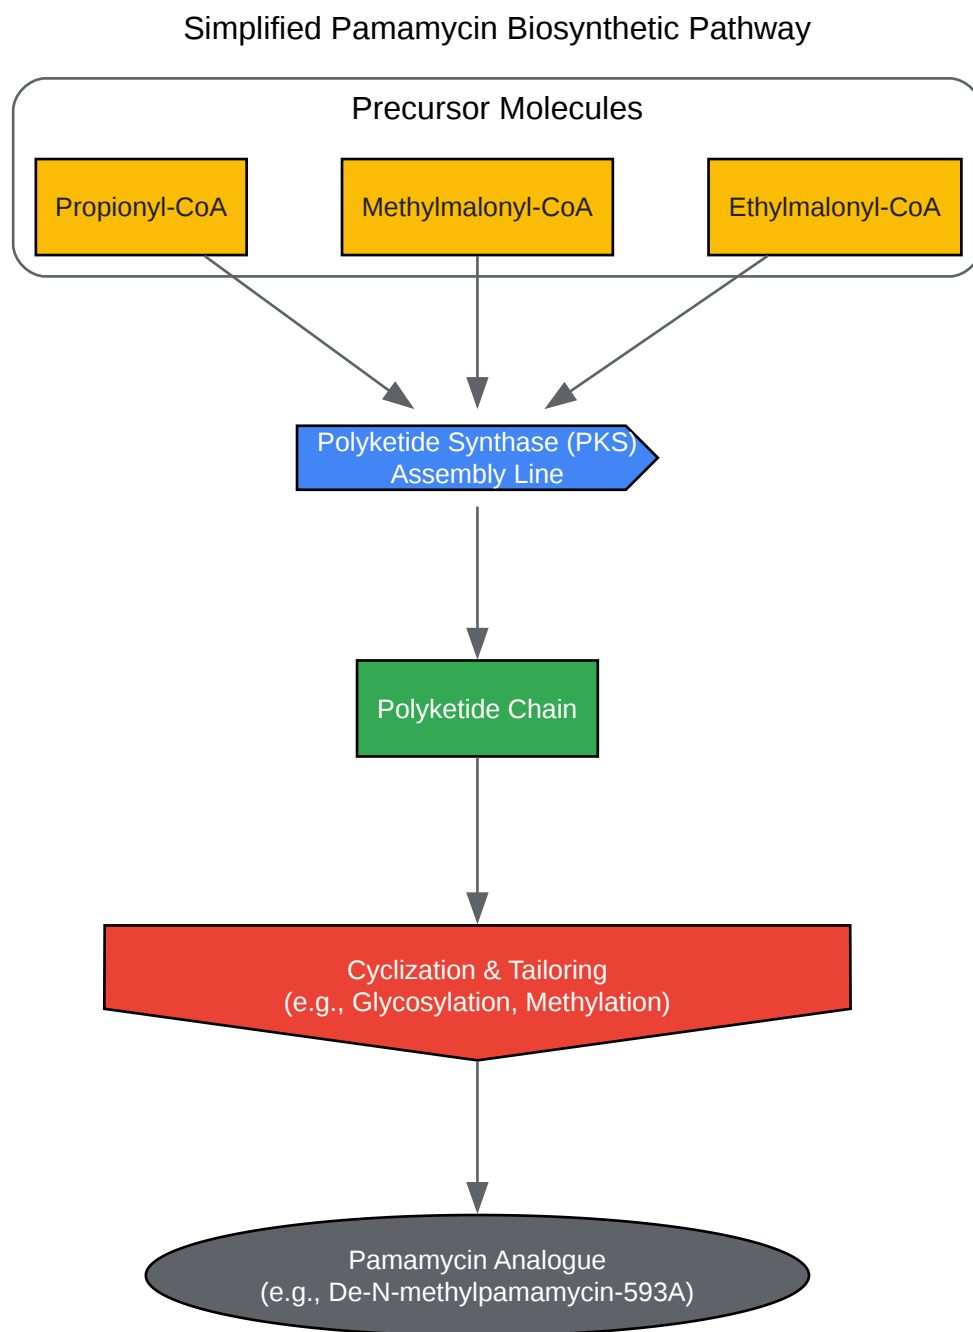 Simplified Pamamycin Biosynthetic Pathway
Precursor Molecules
Propionyl-CoA
Methylmalonyl-CoA
Ethylmalonyl-CoA
Polyketide Synthase (PKS)
Assembly Line
Polyketide Chain
Cyclization & Tailoring
(e.g., Glycosylation, Methylation)
Pamamycin Analogue
(e.g., De-N-methylpamamycin-593A)